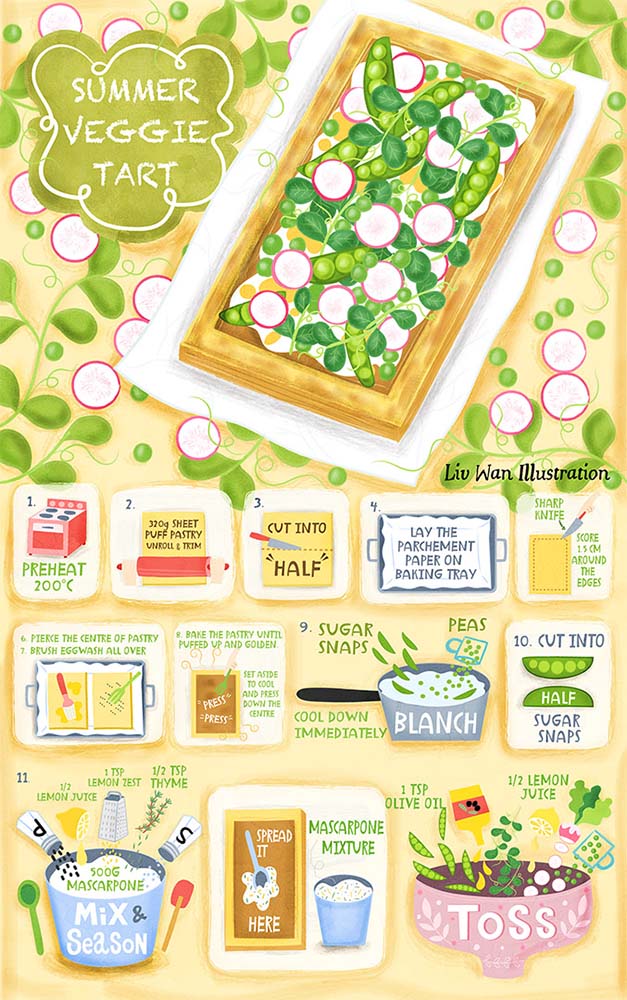 SUMMER
VEGGIE
TART
Liv Wan Illustration
1.
PREHEAT
200°C
2.
320g SHEET
PUFF PASTRY
UNROLL & TRIM
3.
CUT INTO
"HALF"
4.
LAY THE
PARCHEMENT
PAPER ON
BAKING TRAY
5.
SHARP
KNIFE
SCORE
1.5 CM
AROUND
THE
EDGES
6. PIERCE THE CENTRE OF PASTRY
7. BRUSH EGGWASH ALL OVER
8. BAKE THE PASTRY UNTIL
PUFFED UP AND GOLDEN.
PRESS
PRESS
SET ASIDE
TO COOL
AND PRESS
DOWN THE
CENTRE
9. SUGAR
SNAPS
PEAS
COOL DOWN
IMMEDIATELY
BLANCH
10. CUT INTO
HALF
SUGAR
SNAPS
11.
1/2
LEMON JUICE
1 TSP
LEMON ZEST
1/2 TSP
THYME
P
S
500G
MASCARPONE
MiX &
SeASON
SPREAD
IT
HERE
MASCARPONE
MIXTURE
1 TSP
OLIVE OIL
1/2 LEMON
JUICE
TOSS